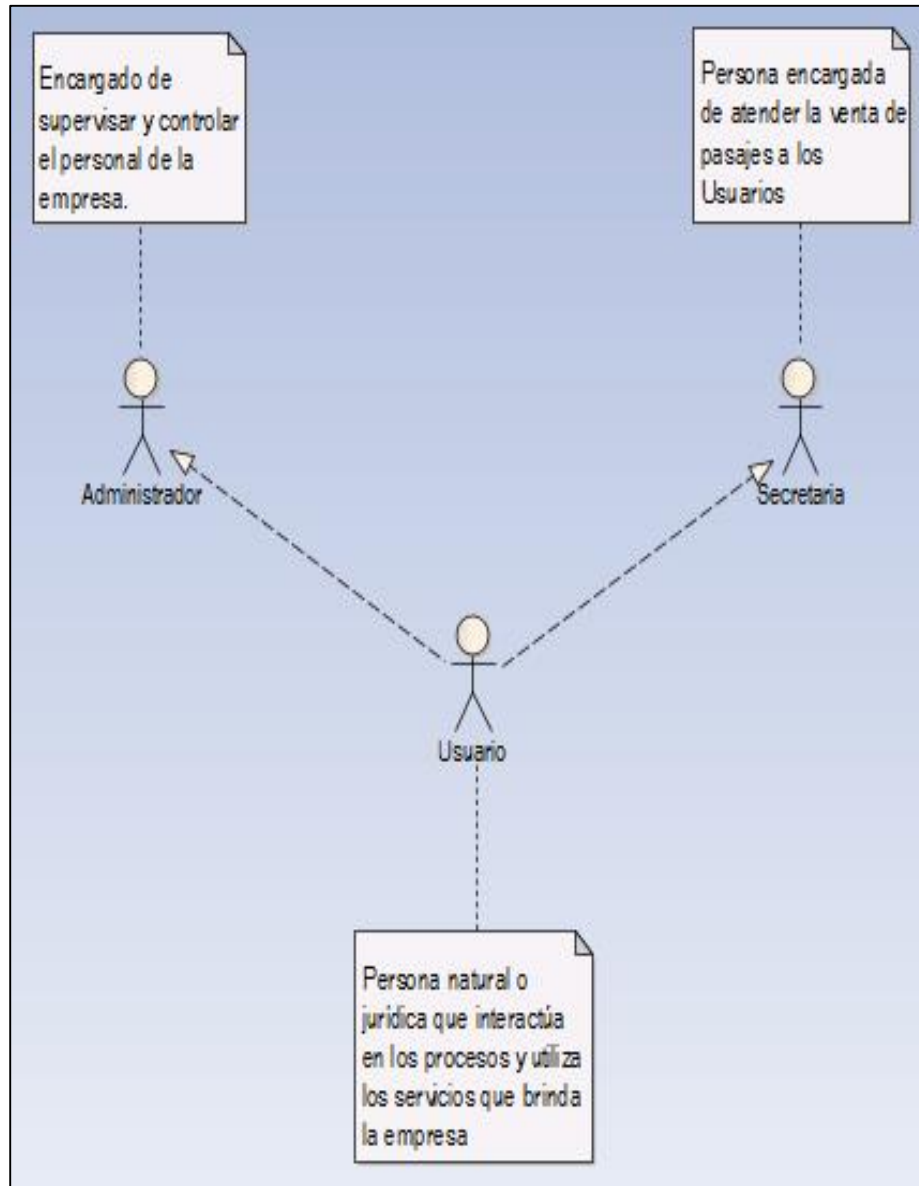 Encargado de
supervisar y controlar
el personal de la
empresa.
Persona encargada
de atender la venta de
pasajes a los
Usuarios
Administrador
Secretaria
Usuario
Persona natural o
jurídica que interactúa
en los procesos y utiliza
los servicios que brinda
la empresa